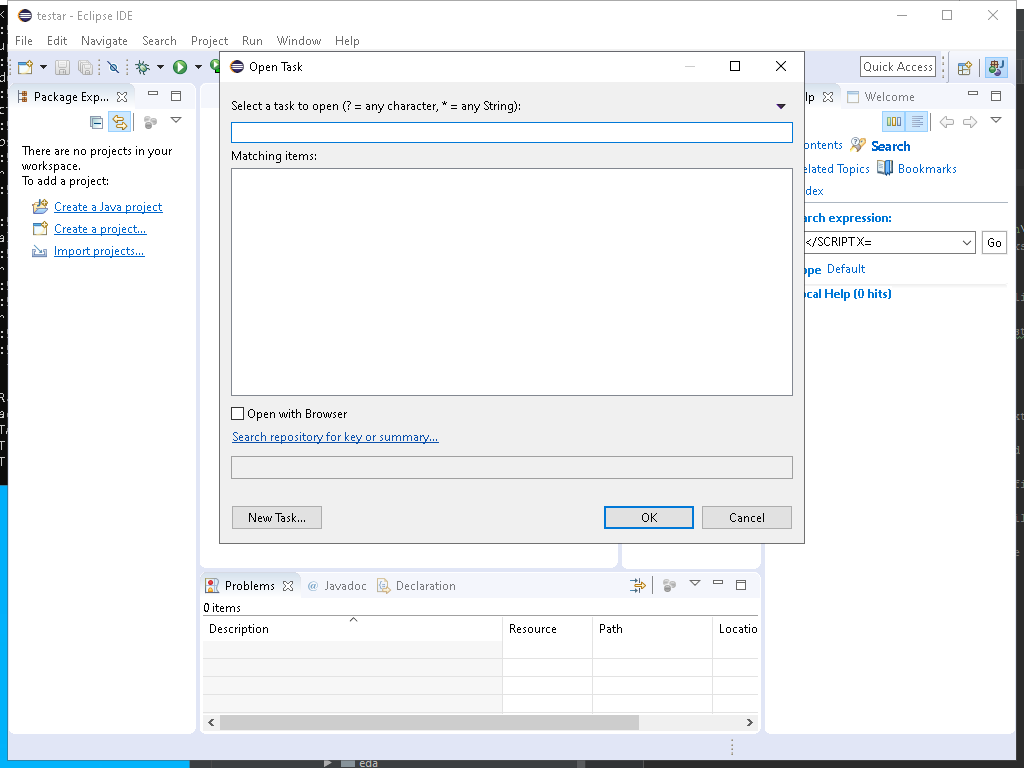 testar - Eclipse IDE
File Edit Navigate Search Project Run Window Help
Quick Access
Package Exp...
There are no projects in your
workspace.
To add a project:
Create a Java project
Create a project...
Import projects...
Open Task
Select a task to open (? = any character, * = any String):
Matching items:
Open with Browser
Search repository for key or summary...
New Task...
OK
Cancel
lp
Welcome
ontents
Search
elated Topics
Bookmarks
dex
rch expression:
</SCRIPTX=
Go
ope
Default
cal Help (0 hits)
Problems
@ Javadoc
Declaration
0 items
Description
Resource
Path
Locatio
eda